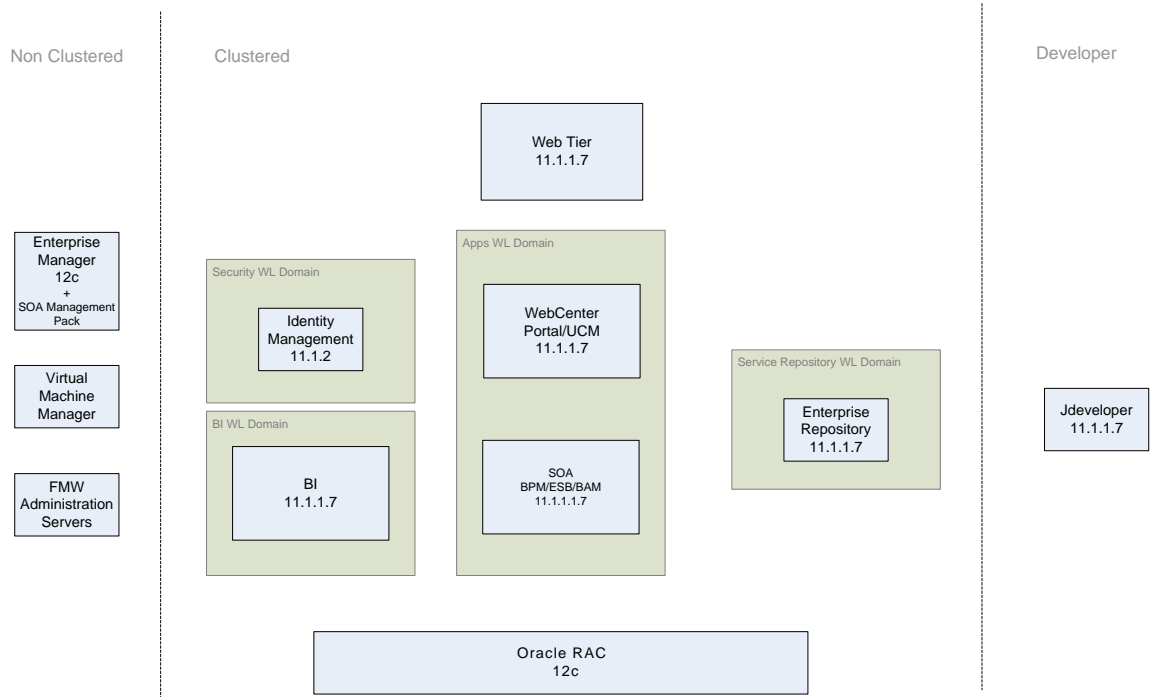 Non Clustered
Clustered
Developer
Web Tier
11.1.1.7
Enterprise
Manager
12c
+
SOA Management
Pack
Virtual
Machine
Manager
FMW
Administration
Servers
Security WL Domain
Identity
Management
11.1.2
BI WL Domain
BI
11.1.1.7
Apps WL Domain
WebCenter
Portal/UCM
11.1.1.7
SOA
BPM/ESB/BAM
11.1.1.1.7
Service Repository WL Domain
Enterprise
Repository
11.1.1.7
Jdeveloper
11.1.1.7
Oracle RAC
12c